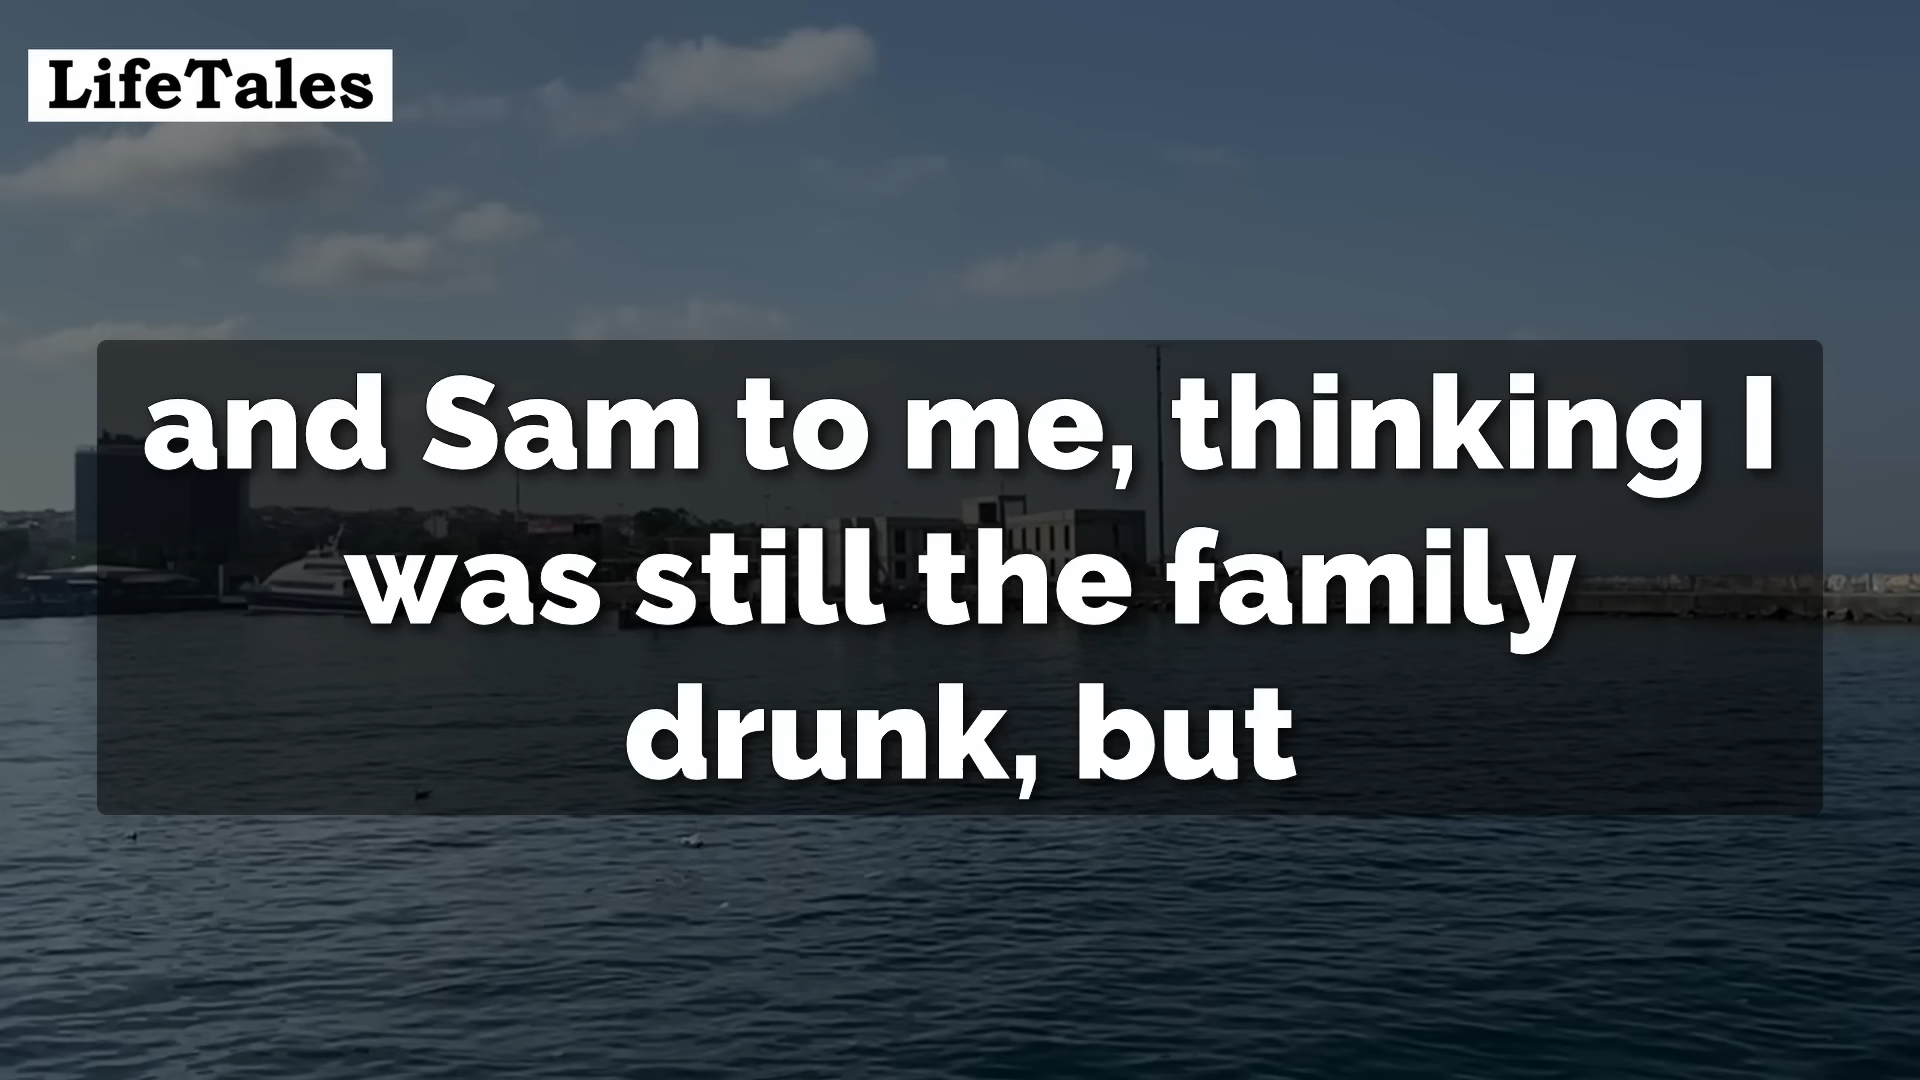 LifeTales
and Sam to me, thinking I
was still the family
drunk, but